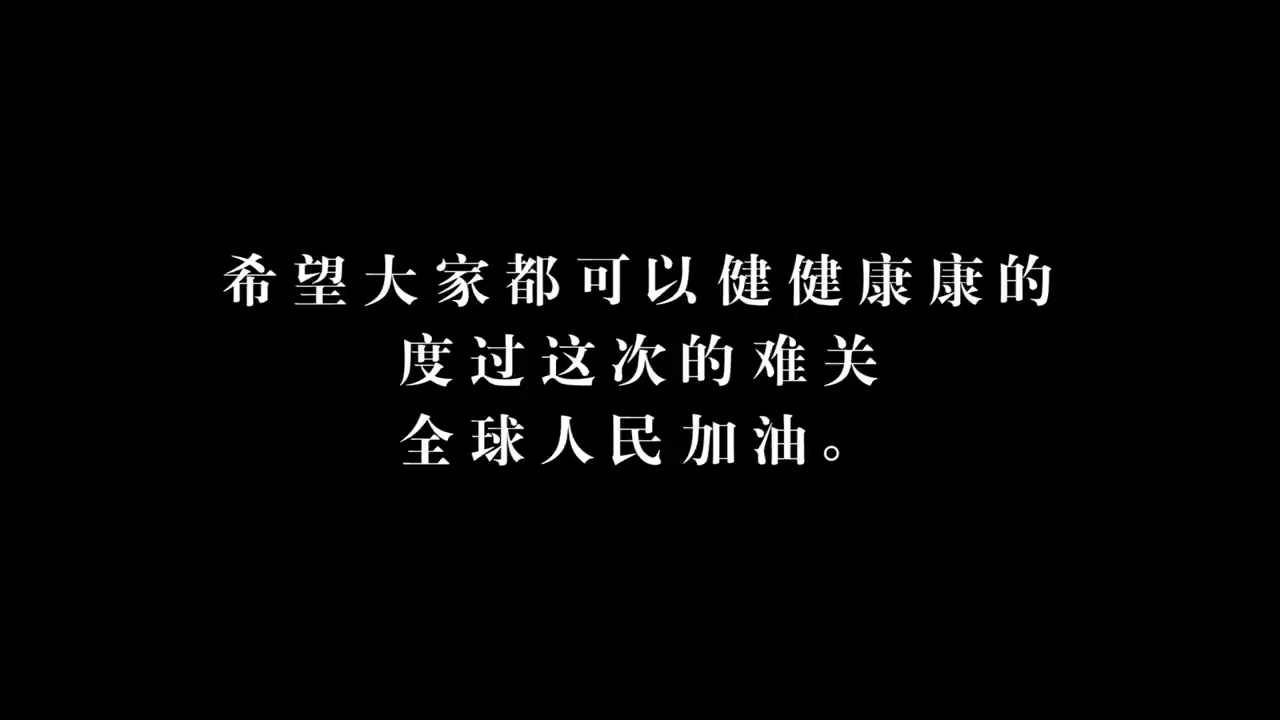 希望大家都可以健健康康的
度过这次的难关
全球人民加油。